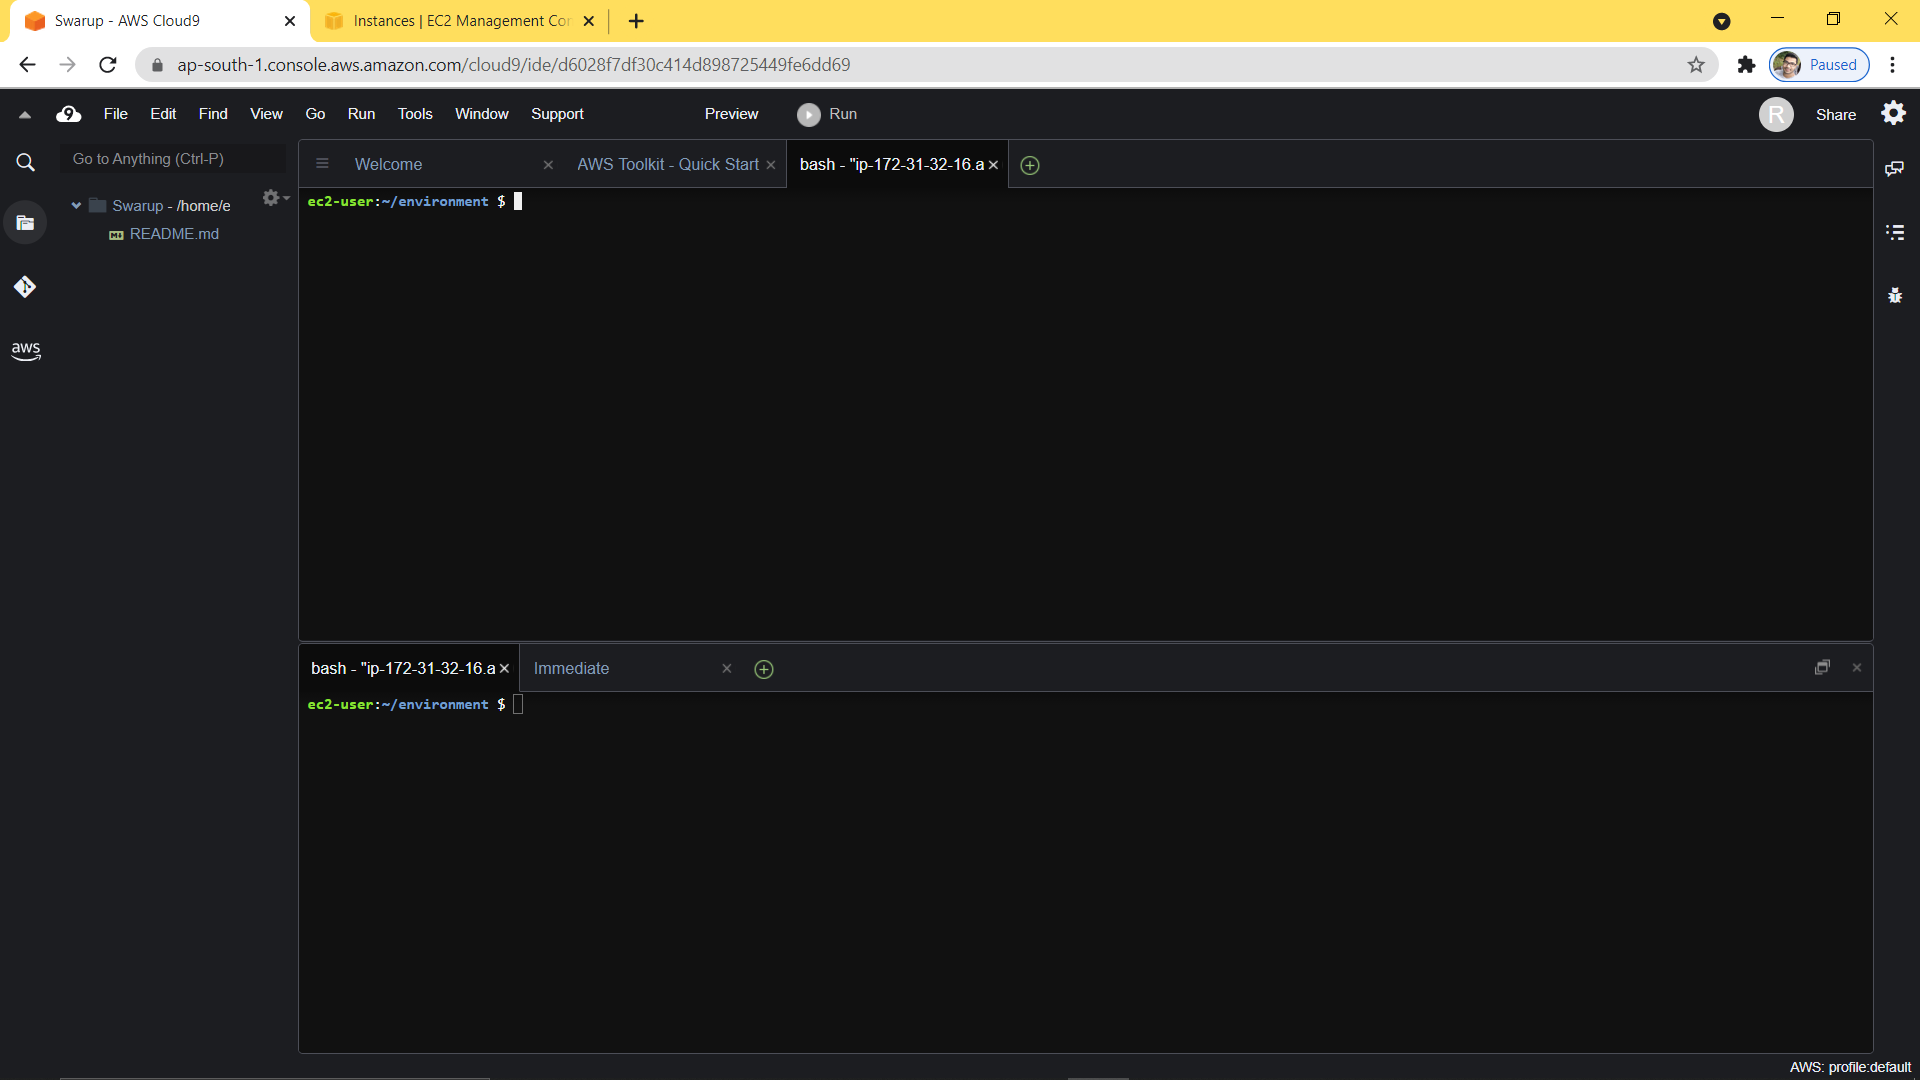 Swarup - AWS Cloud9
Instances | EC2 Management Con
ap-south-1.console.aws.amazon.com/cloud9/ide/d6028f7df30c414d898725449fe6dd69
Paused
9 File Edit Find View Go Run Tools Window Support Preview Run R Share
Go to Anything (Ctrl-P)
Welcome
AWS Toolkit - Quick Start
bash - "ip-172-31-32-16.a
Swarup - /home/e
README.md
aws
ec2-user:~/environment $
bash - "ip-172-31-32-16.a
Immediate
ec2-user:~/environment $
AWS: profile:default